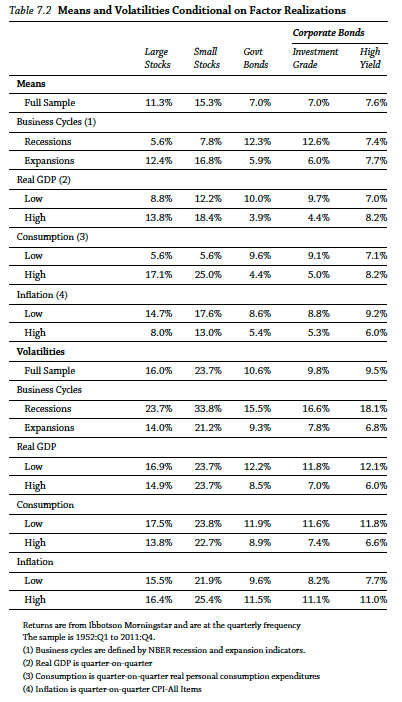 Table 7.2 Means and Volatilities Conditional on Factor Realizations
Corporate Bonds
Large Stocks Small Stocks Govt Bonds Investment Grade High Yield
Means
Full Sample 11.3% 15.3% 7.0% 7.0% 7.6%
Business Cycles (1)
Recessions 5.6% 7.8% 12.3% 12.6% 7.4%
Expansions 12.4% 16.8% 5.9% 6.0% 7.7%
Real GDP (2)
Low 8.8% 12.2% 10.0% 9.7% 7.0%
High 13.8% 18.4% 3.9% 4.4% 8.2%
Consumption (3)
Low 5.6% 5.6% 9.6% 9.1% 7.1%
High 17.1% 25.0% 4.4% 5.0% 8.2%
Inflation (4)
Low 14.7% 17.6% 8.6% 8.8% 9.2%
High 8.0% 13.0% 5.4% 5.3% 6.0%
Volatilities
Full Sample 16.0% 23.7% 10.6% 9.8% 9.5%
Business Cycles
Recessions 23.7% 33.8% 15.5% 16.6% 18.1%
Expansions 14.0% 21.2% 9.3% 7.8% 6.8%
Real GDP
Low 16.9% 23.7% 12.2% 11.8% 12.1%
High 14.9% 23.7% 8.5% 7.0% 6.0%
Consumption
Low 17.5% 23.8% 11.9% 11.6% 11.8%
High 13.8% 22.7% 8.9% 7.4% 6.6%
Inflation
Low 15.5% 21.9% 9.6% 8.2% 7.7%
High 16.4% 25.4% 11.5% 11.1% 11.0%
Returns are from Ibbotson Morningstar and are at the quarterly frequency
The sample is 1952:Q1 to 2011:Q4.
(1) Business cycles are defined by NBER recession and expansion indicators.
(2) Real GDP is quarter-on-quarter
(3) Consumption is quarter-on-quarter real personal consumption expenditures
(4) Inflation is quarter-on-quarter CPI-All Items